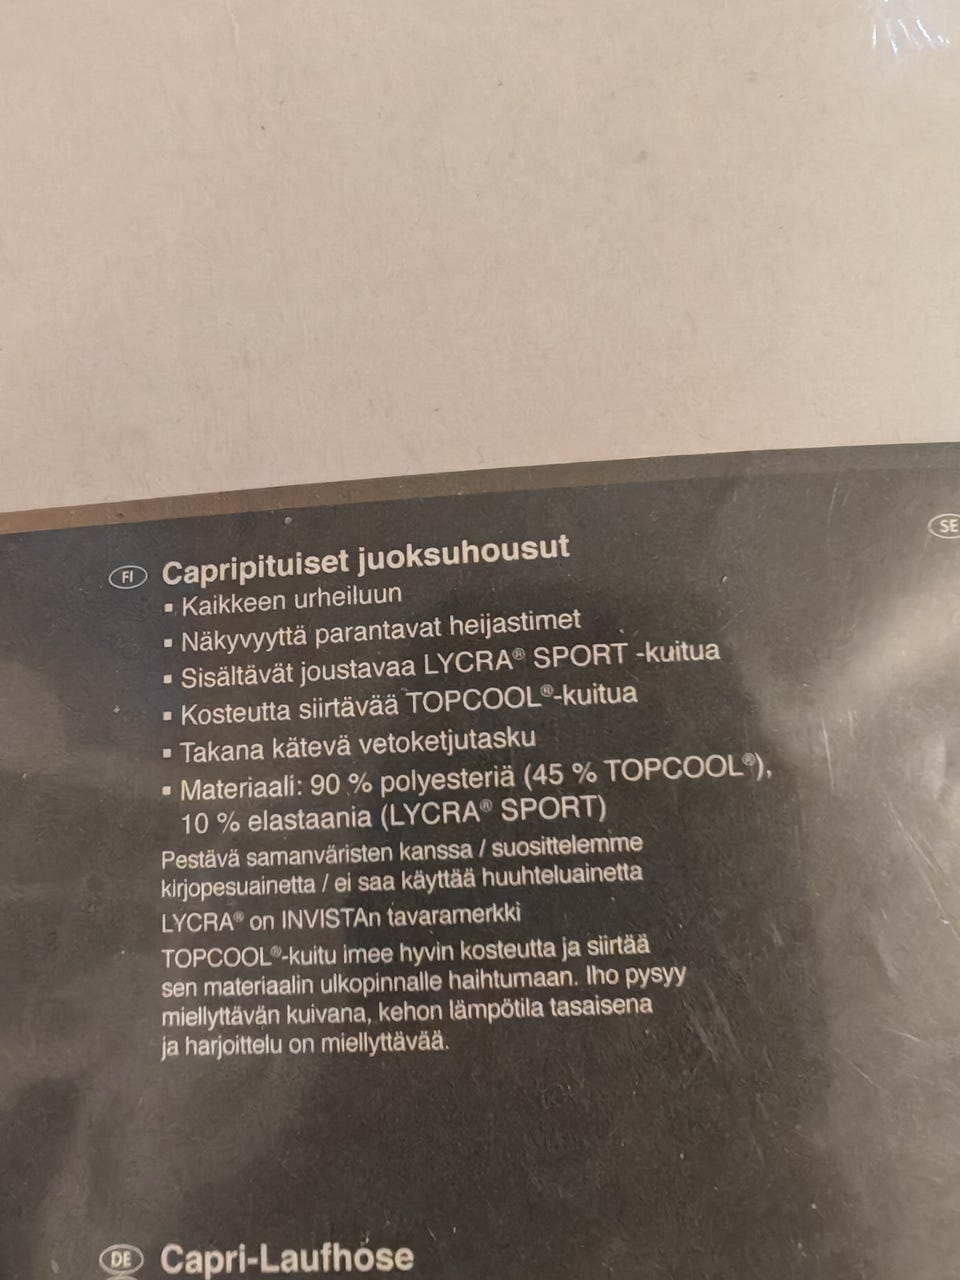 FI Capripituiset juoksuhousut
▪ Kaikkeen urheiluun
▪ Näkyvyyttä parantavat heijastimet
▪ Sisältävät joustavaa LYCRA® SPORT -kuitua
▪ Kosteutta siirtävää TOPCOOL®-kuitua
▪ Takana kätevä vetoketjutasku
▪ Materiaali: 90 % polyesteriä (45 % TOPCOOL®),
10 % elastaania (LYCRA® SPORT)
Pestävä samanväristen kanssa / suosittelemme
kirjopesuainetta / ei saa käyttää huuhteluainetta
LYCRA® on INVISTAn tavaramerkki
TOPCOOL®-kuitu imee hyvin kosteutta ja siirtää
sen materiaalin ulkopinnalle haihtumaan. Iho pysyy
miellyttävän kuivana, kehon lämpötila tasaisena
ja harjoittelu on miellyttävää.
SE
DE Capri-Laufhose